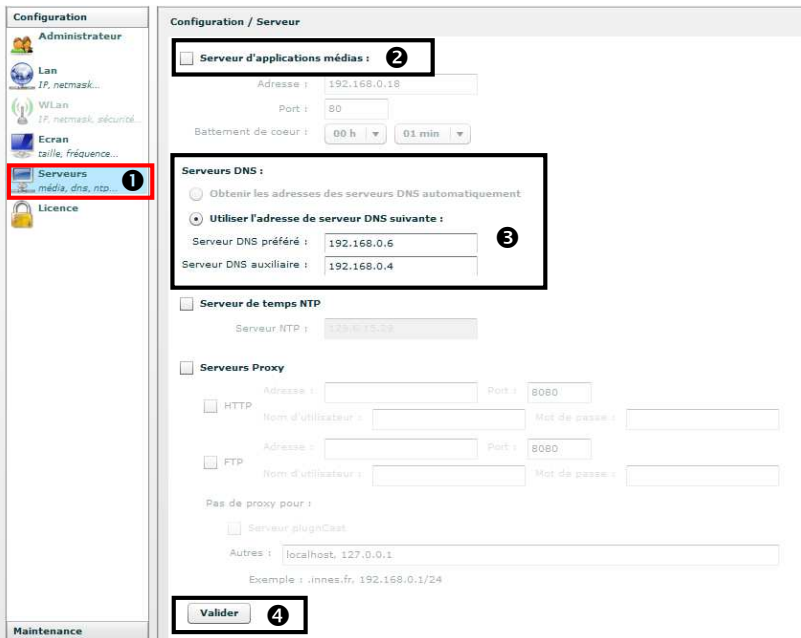 Configuration
Administrateur
Lan
IP, netmask...
WLan
IP, netmask, sécurité...
Ecran
taille, fréquence...
Serveurs
média, dns, ntp...
❶
Licence
Maintenance
Configuration / Serveur
Serveur d'applications médias : ❷
Adresse : 192.168.0.18
Port : 80
Battement de coeur : 00 h 01 min
Serveurs DNS :
Obtenir les adresses des serveurs DNS automatiquement
Utiliser l'adresse de serveur DNS suivante :
❸
Serveur DNS préféré : 192.168.0.6
Serveur DNS auxiliaire : 192.168.0.4
Serveur de temps NTP
Serveur NTP :
Serveurs Proxy
HTTP
Adresse : Port : 8080
Nom d'utilisateur : Mot de passe :
FTP
Adresse : Port : 8080
Nom d'utilisateur : Mot de passe :
Pas de proxy pour :
Serveur plugnCast
Autres : localhost, 127.0.0.1
Exemple : .innes.fr, 192.168.0.1/24
Valider ❹